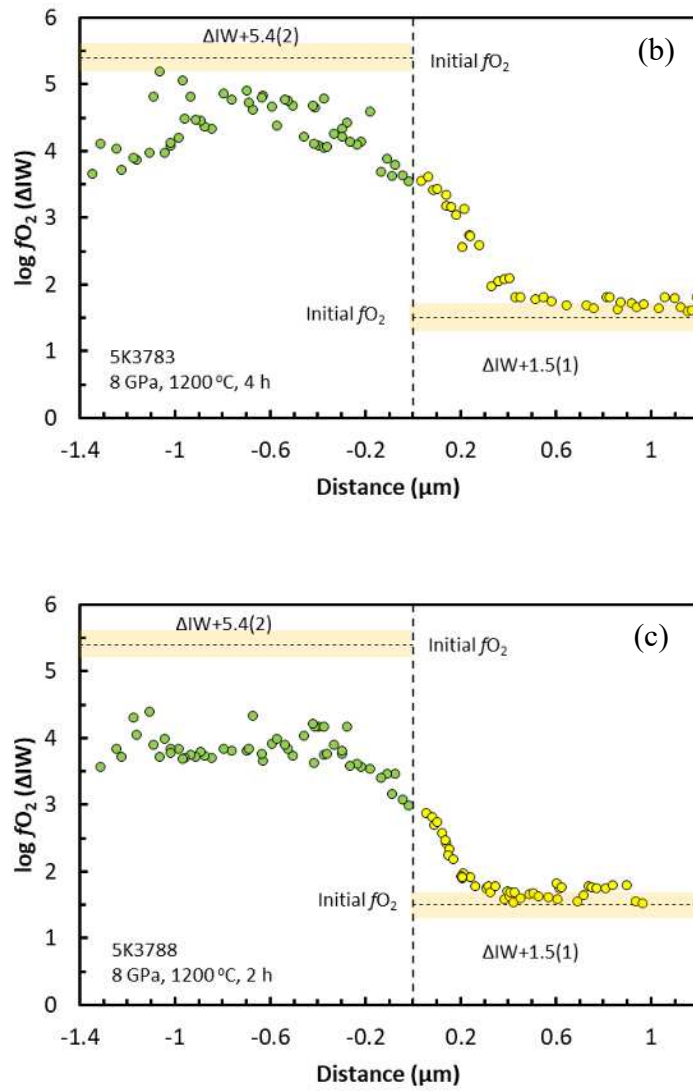 (b)
6
ΔIW+5.4(2)
Initial fO2
5
4
3
2
1
0
log fO2 (ΔIW)
Initial fO2
ΔIW+1.5(1)
5K3783
8 GPa, 1200 ºC, 4 h
-1.4 -1 -0.6 -0.2 0.2 0.6 1
Distance (μm)
(c)
6
ΔIW+5.4(2)
Initial fO2
5
4
3
2
1
0
log fO2 (ΔIW)
Initial fO2
ΔIW+1.5(1)
5K3788
8 GPa, 1200 ºC, 2 h
-1.4 -1 -0.6 -0.2 0.2 0.6 1
Distance (μm)